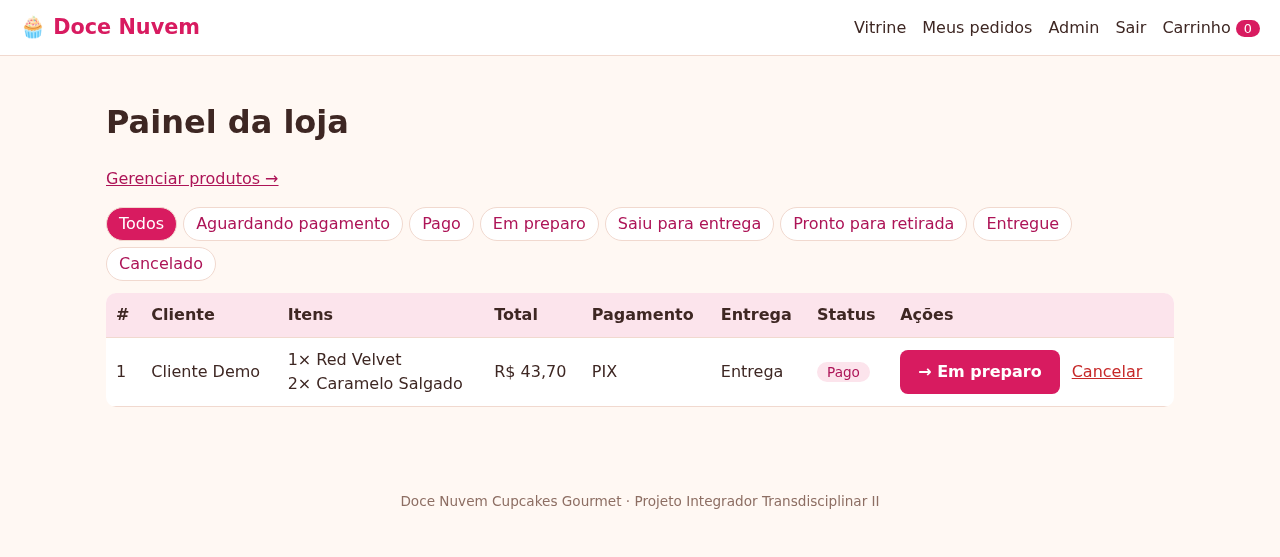 🧁 Doce Nuvem
Vitrine Meus pedidos Admin Sair Carrinho 0
Painel da loja
Gerenciar produtos →
Todos Aguardando pagamento Pago Em preparo Saiu para entrega Pronto para retirada Entregue
Cancelado
# Cliente Itens Total Pagamento Entrega Status Ações
1 Cliente Demo 1× Red Velvet
2× Caramelo Salgado
R$ 43,70 PIX Entrega Pago → Em preparo Cancelar
Doce Nuvem Cupcakes Gourmet · Projeto Integrador Transdisciplinar II